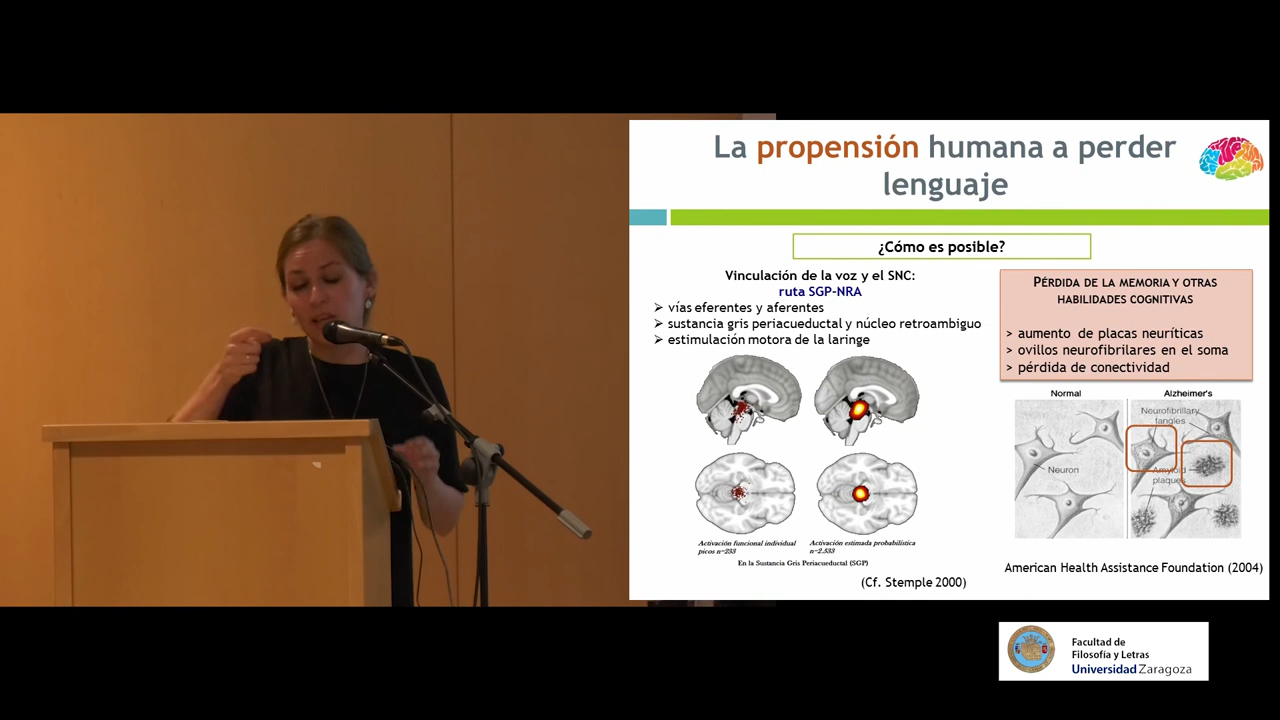 La propensión humana a perder
lenguaje
¿Cómo es posible?
Vinculación de la voz y el SNC:
ruta SGP-NRA
vías eferentes y aferentes
sustancia gris periacueductal y núcleo retroambiguo
estimulación motora de la laringe
Activación funcional individual
picos n=233
Activación estimada probabilística
n=2.533
En la Sustancia Gris Periacueductal (SGP)
(Cf. Stemple 2000)
PÉRDIDA DE LA MEMORIA Y OTRAS
HABILIDADES COGNITIVAS
> aumento de placas neuríticas
> ovillos neurofibrilares en el soma
> pérdida de conectividad
Normal
Alzheimer's
Neurofibrillary
tangles
Neuron
Amyloid
plaques
American Health Assistance Foundation (2004)
Facultad de
Filosofía y Letras
Universidad Zaragoza